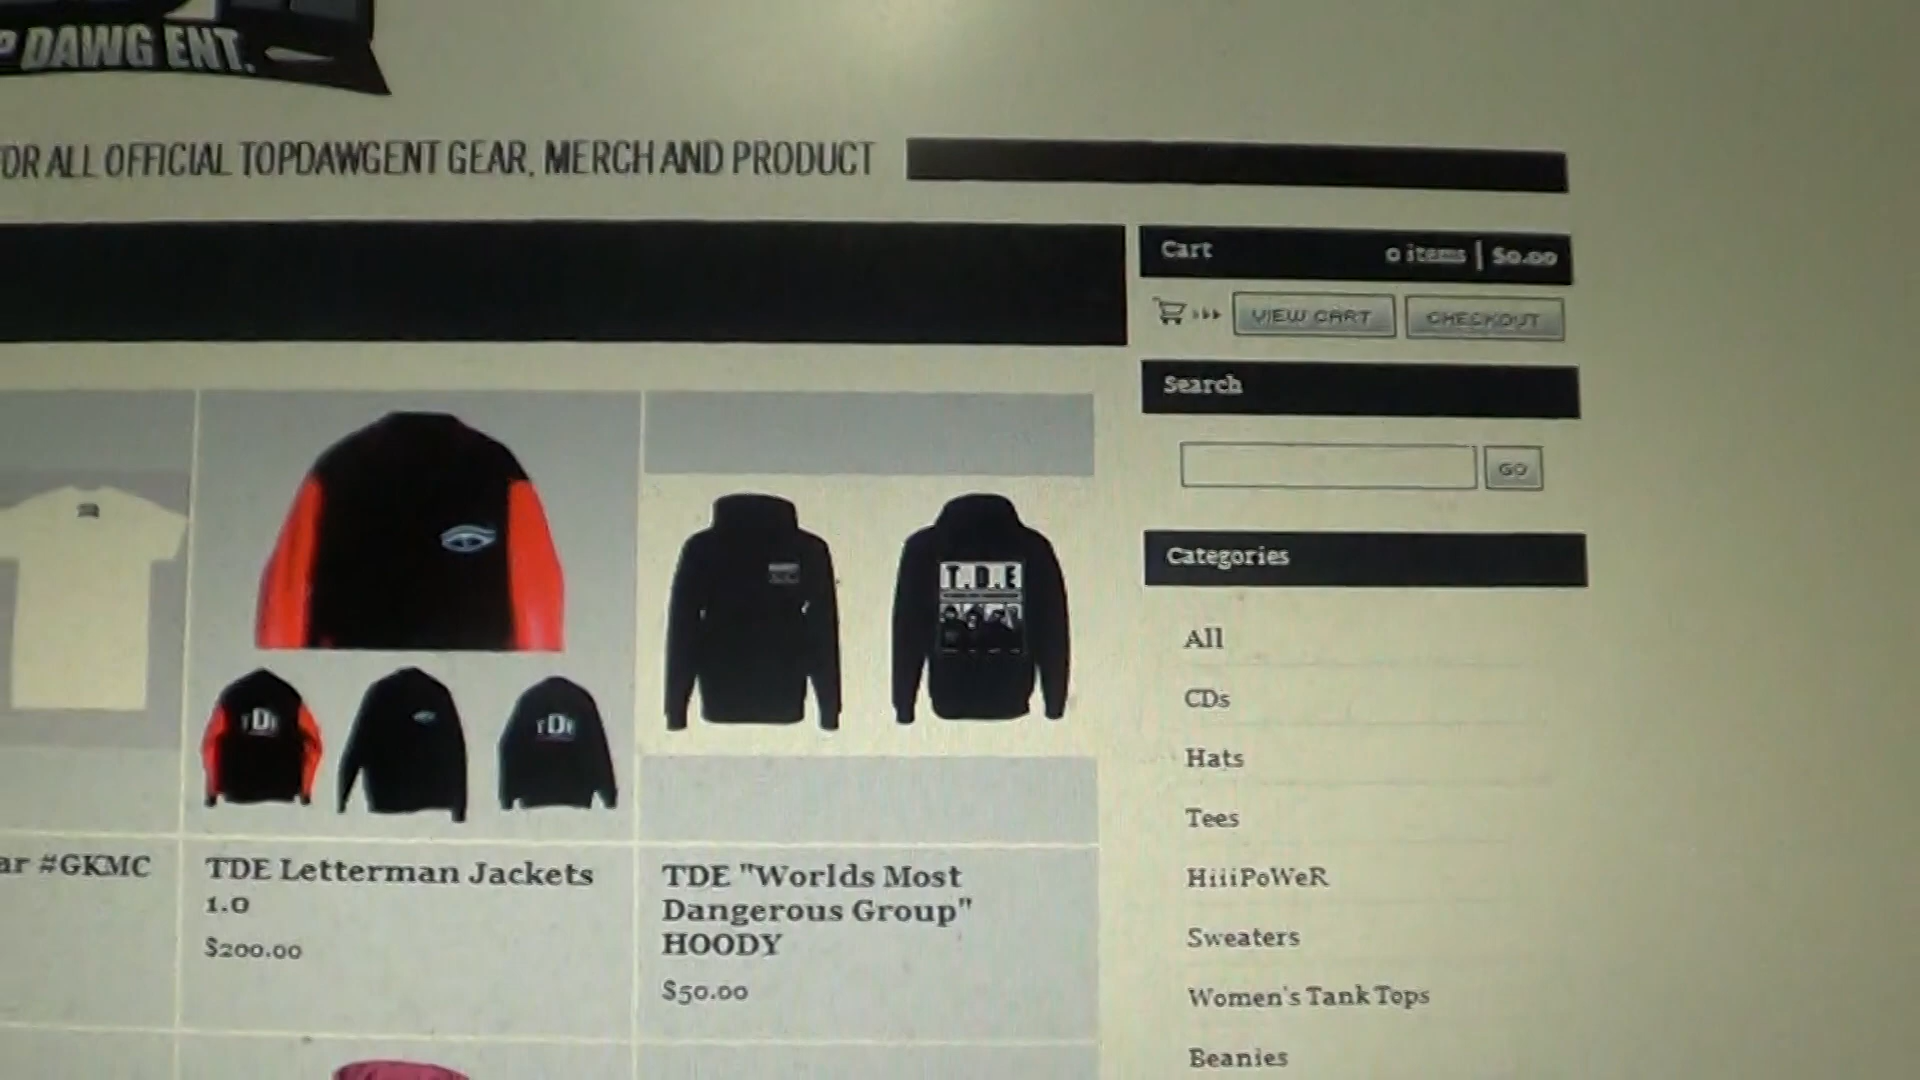 P DAWG ENT.
OR ALL OFFICIAL TOPDAWGENT GEAR, MERCH AND PRODUCT
Cart
0 items | $0.00
VIEW CART
CHECKOUT
Search
GO
Categories
All
CDs
Hats
Tees
HiiiPoWeR
Sweaters
Women's Tank Tops
Beanies
T.D.E
TDE
TDE
ar #GKMC
TDE Letterman Jackets
1.0
$200.00
TDE "Worlds Most
Dangerous Group"
HOODY
$50.00